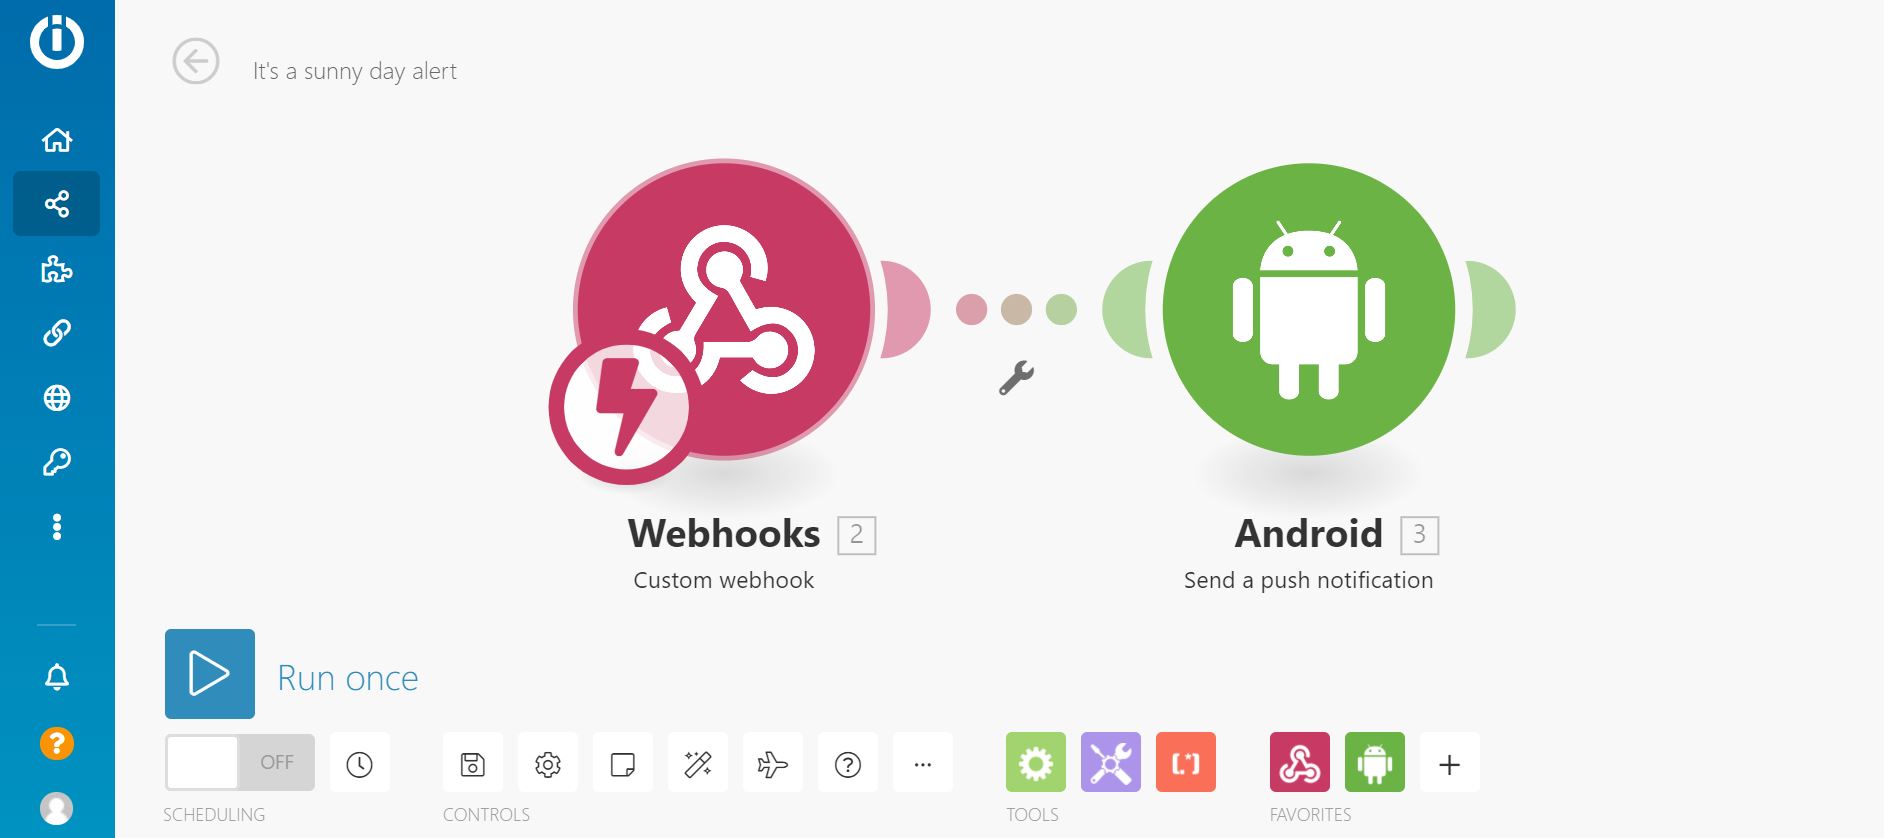 It's a sunny day alert
Webhooks 2
Custom webhook
Android 3
Send a push notification
Run once
OFF
...
[.*]
SCHEDULING
CONTROLS
TOOLS
FAVORITES